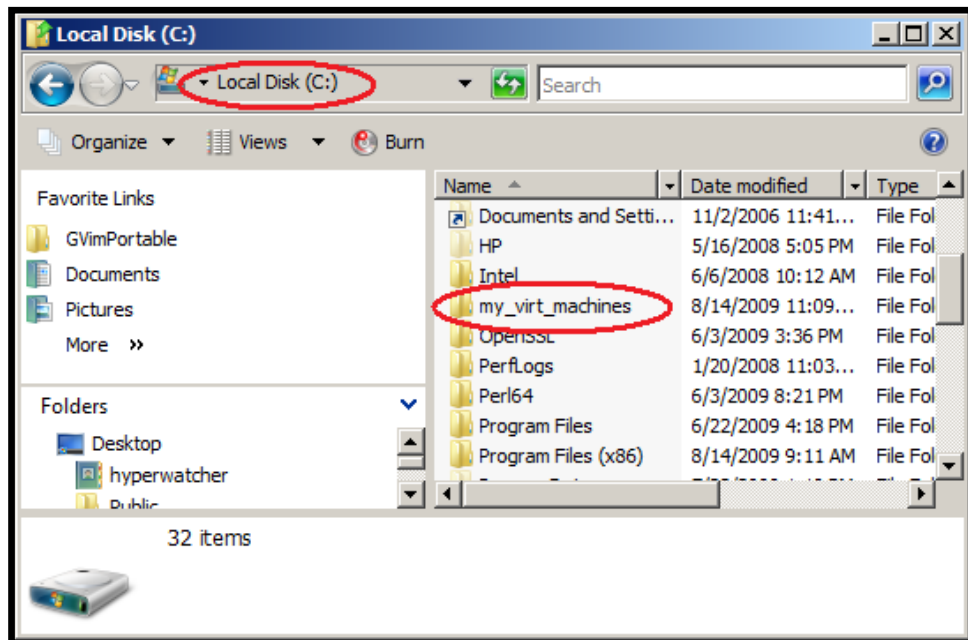 Local Disk (C:)
Local Disk (C:)
Search
Organize
Views
Burn
Favorite Links
GVimPortable
Documents
Pictures
More »
Folders
Desktop
hyperwatcher
Public
Name Date modified Type
Documents and Setti... 11/2/2006 11:41... File Fol
HP 5/16/2008 5:05 PM File Fol
Intel 6/6/2008 10:12 AM File Fol
my_virt_machines 8/14/2009 11:09... File Fol
OpenSSL 6/3/2009 3:36 PM File Fol
PerfLogs 1/20/2008 11:03... File Fol
Perl64 6/3/2009 8:21 PM File Fol
Program Files 6/22/2009 4:18 PM File Fol
Program Files (x86) 8/14/2009 9:11 AM File Fol
32 items